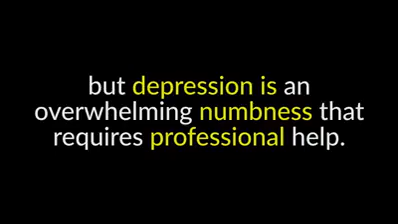 but depression is an
overwhelming numbness that
requires professional help.